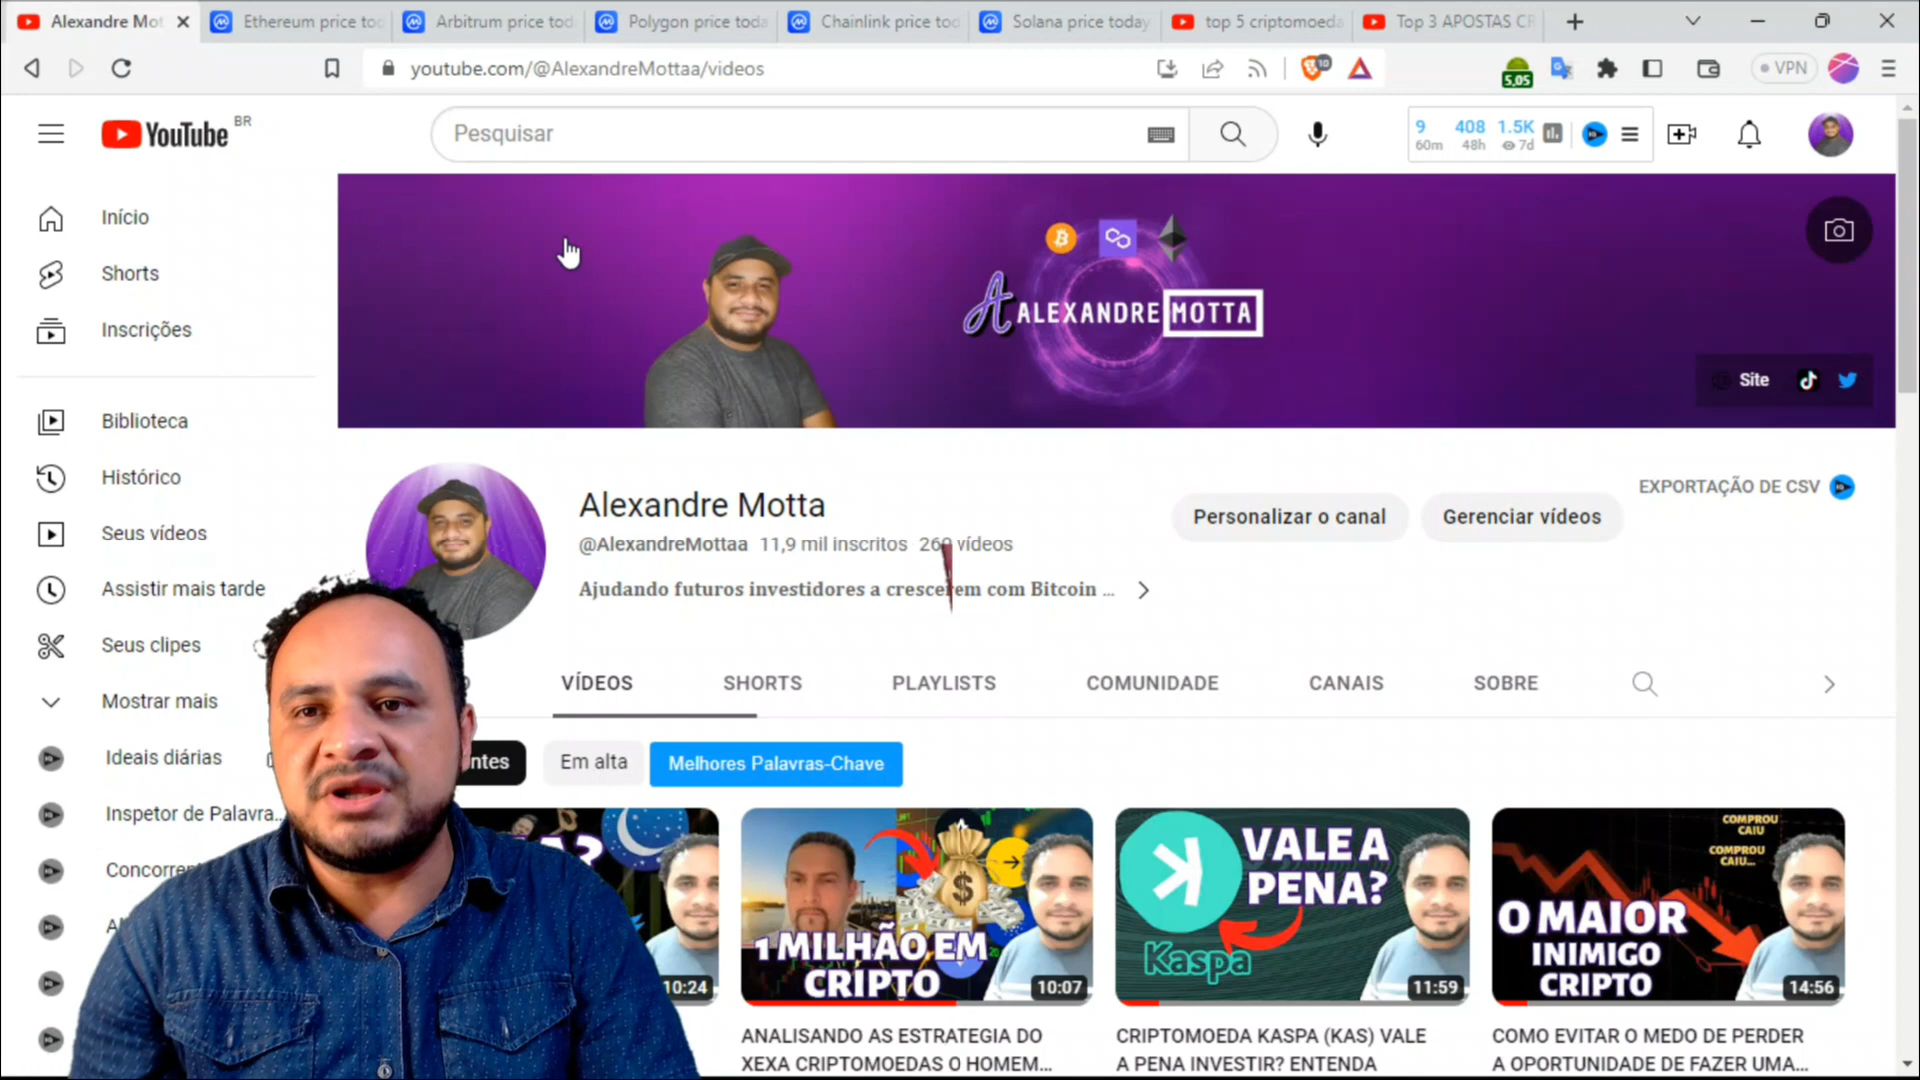 Alexandre Mot
Ethereum price to
Arbitrum price tod
Polygon price toda
Chainlink price too
Solana price today
top 5 criptomoeda
Top 3 APOSTAS CR
youtube.com/@AlexandreMottaa/videos
10
5,05
VPN
YouTube BR
Pesquisar
9 408 1.5K
60m 48h 7d
Início
Shorts
Inscrições
Biblioteca
Histórico
Seus vídeos
Assistir mais tarde
Seus clipes
Mostrar mais
Ideais diárias
Inspetor de Palavra...
Concorren
ALEXANDRE MOTTA
Site
Alexandre Motta
@AlexandreMottaa 11,9 mil inscritos 260 vídeos
Ajudando futuros investidores a crescerem com Bitcoin ...
Personalizar o canal
Gerenciar vídeos
EXPORTAÇÃO DE CSV
VÍDEOS
SHORTS
PLAYLISTS
COMUNIDADE
CANAIS
SOBRE
ntes
Em alta
Melhores Palavras-Chave
A?
10:24
1 MILHÃO EM
CRIPTO
10:07
VALE A
PENA?
Kaspa
11:59
COMPROU
CAIU
COMPROU
CAIU...
O MAIOR
INIMIGO
CRIPTO
14:56
ANALISANDO AS ESTRATEGIA DO
XEXA CRIPTOMOEDAS O HOMEM...
CRIPTOMOEDA KASPA (KAS) VALE
A PENA INVESTIR? ENTENDA
COMO EVITAR O MEDO DE PERDER
A OPORTUNIDADE DE FAZER UMA...